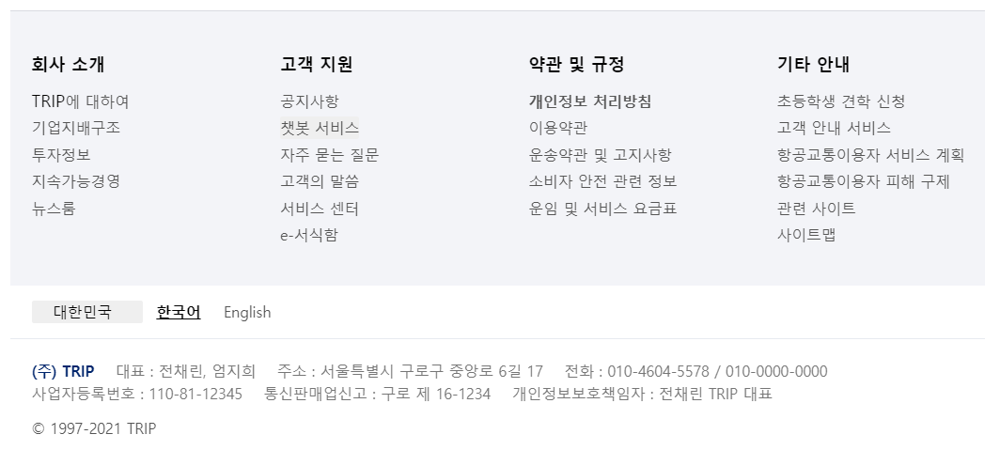 회사 소개
TRIP에 대하여
기업지배구조
투자정보
지속가능경영
뉴스룸
고객 지원
공지사항
챗봇 서비스
자주 묻는 질문
고객의 말씀
서비스 센터
e-서식함
약관 및 규정
개인정보 처리방침
이용약관
운송약관 및 고지사항
소비자 안전 관련 정보
운임 및 서비스 요금표
기타 안내
초등학생 견학 신청
고객 안내 서비스
항공교통이용자 서비스 계획
항공교통이용자 피해 구제
관련 사이트
사이트맵
대한민국 한국어 English
(주) TRIP 대표 : 전채린, 엄지희 주소 : 서울특별시 구로구 중앙로 6길 17 전화 : 010-4604-5578 / 010-0000-0000
사업자등록번호 : 110-81-12345 통신판매업신고 : 구로 제 16-1234 개인정보보호책임자 : 전채린 TRIP 대표
© 1997-2021 TRIP